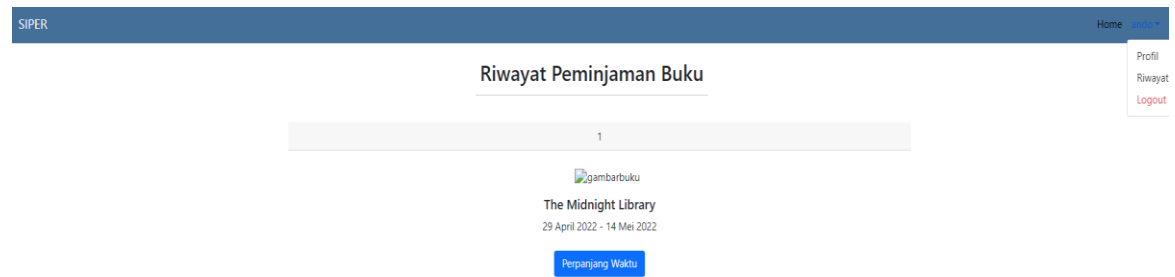 SIPER
Home ando
Profil
Riwayat
Logout
Riwayat Peminjaman Buku
1
gambarbuku
The Midnight Library
29 April 2022 - 14 Mei 2022
Perpanjang Waktu